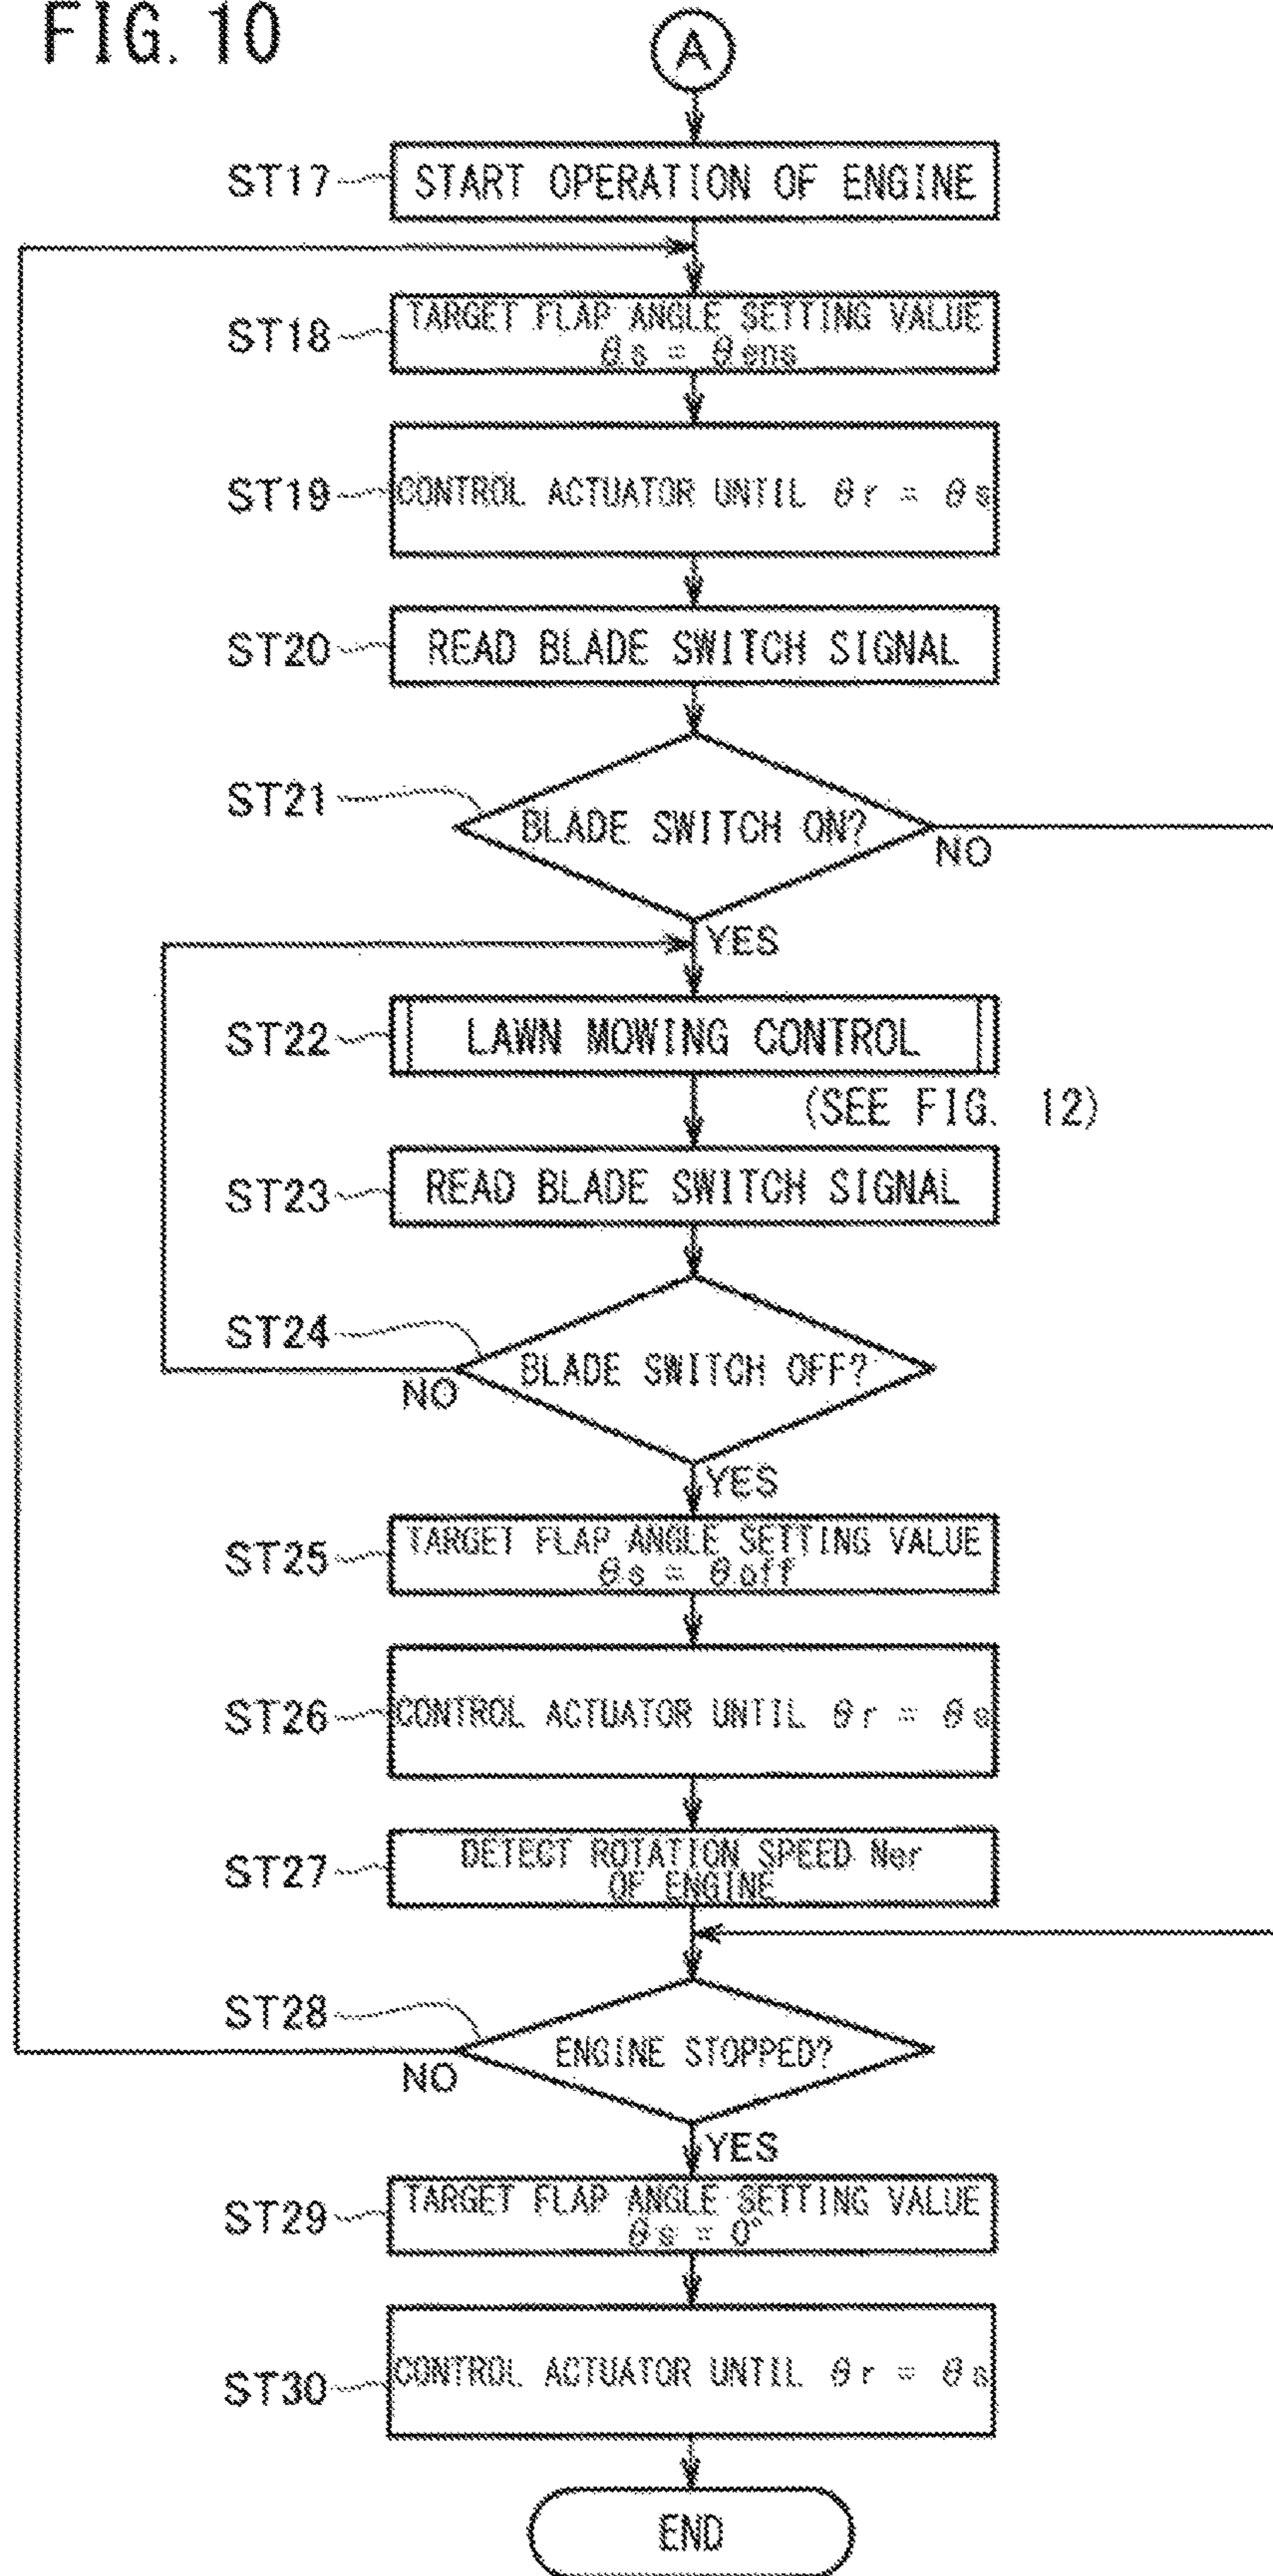 FIG. 10
A
ST17
START OPERATION OF ENGINE
ST18
TARGET FLAP ANGLE SETTING VALUE
θs = θens
ST19
CONTROL ACTUATOR UNTIL θr = θs
ST20
READ BLADE SWITCH SIGNAL
ST21
BLADE SWITCH ON?
NO
YES
ST22
LAWN MOWING CONTROL
(SEE FIG. 12)
ST23
READ BLADE SWITCH SIGNAL
ST24
BLADE SWITCH OFF?
NO
YES
ST25
TARGET FLAP ANGLE SETTING VALUE
θs = θoff
ST26
CONTROL ACTUATOR UNTIL θr = θs
ST27
DETECT ROTATION SPEED Ner
OF ENGINE
ST28
ENGINE STOPPED?
NO
YES
ST29
TARGET FLAP ANGLE SETTING VALUE
θs = 0°
ST30
CONTROL ACTUATOR UNTIL θr = θs
END